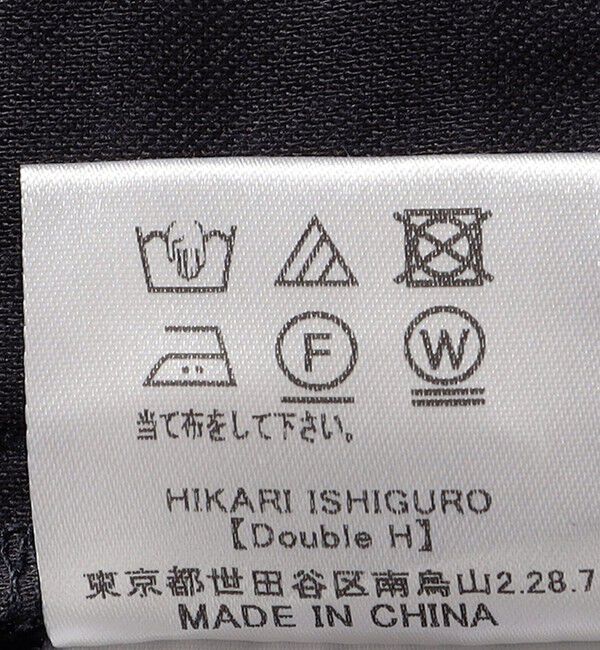 F W
当て布をして下さい。
HIKARI ISHIGURO
【Double H】
東京都世田谷区南烏山2.28.7
MADE IN CHINA